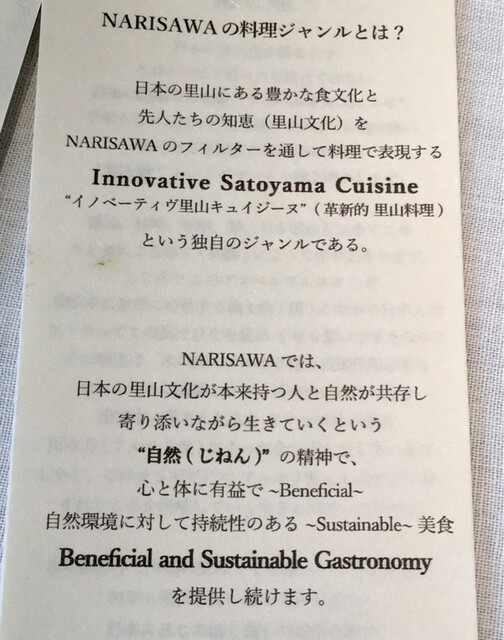 NARISAWAの料理ジャンルとは？
日本の里山にある豊かな食文化と
先人たちの知恵（里山文化）を
NARISAWAのフィルターを通して料理で表現する
Innovative Satoyama Cuisine
“イノベーティヴ里山キュイジーヌ”（革新的 里山料理）
という独自のジャンルである。
NARISAWAでは、
日本の里山文化が本来持つ人と自然が共存し
寄り添いながら生きていくという
“自然（じねん）”の精神で、
心と体に有益で ~Beneficial~
自然環境に対して持続性のある ~Sustainable~ 美食
Beneficial and Sustainable Gastronomy
を提供し続けます。